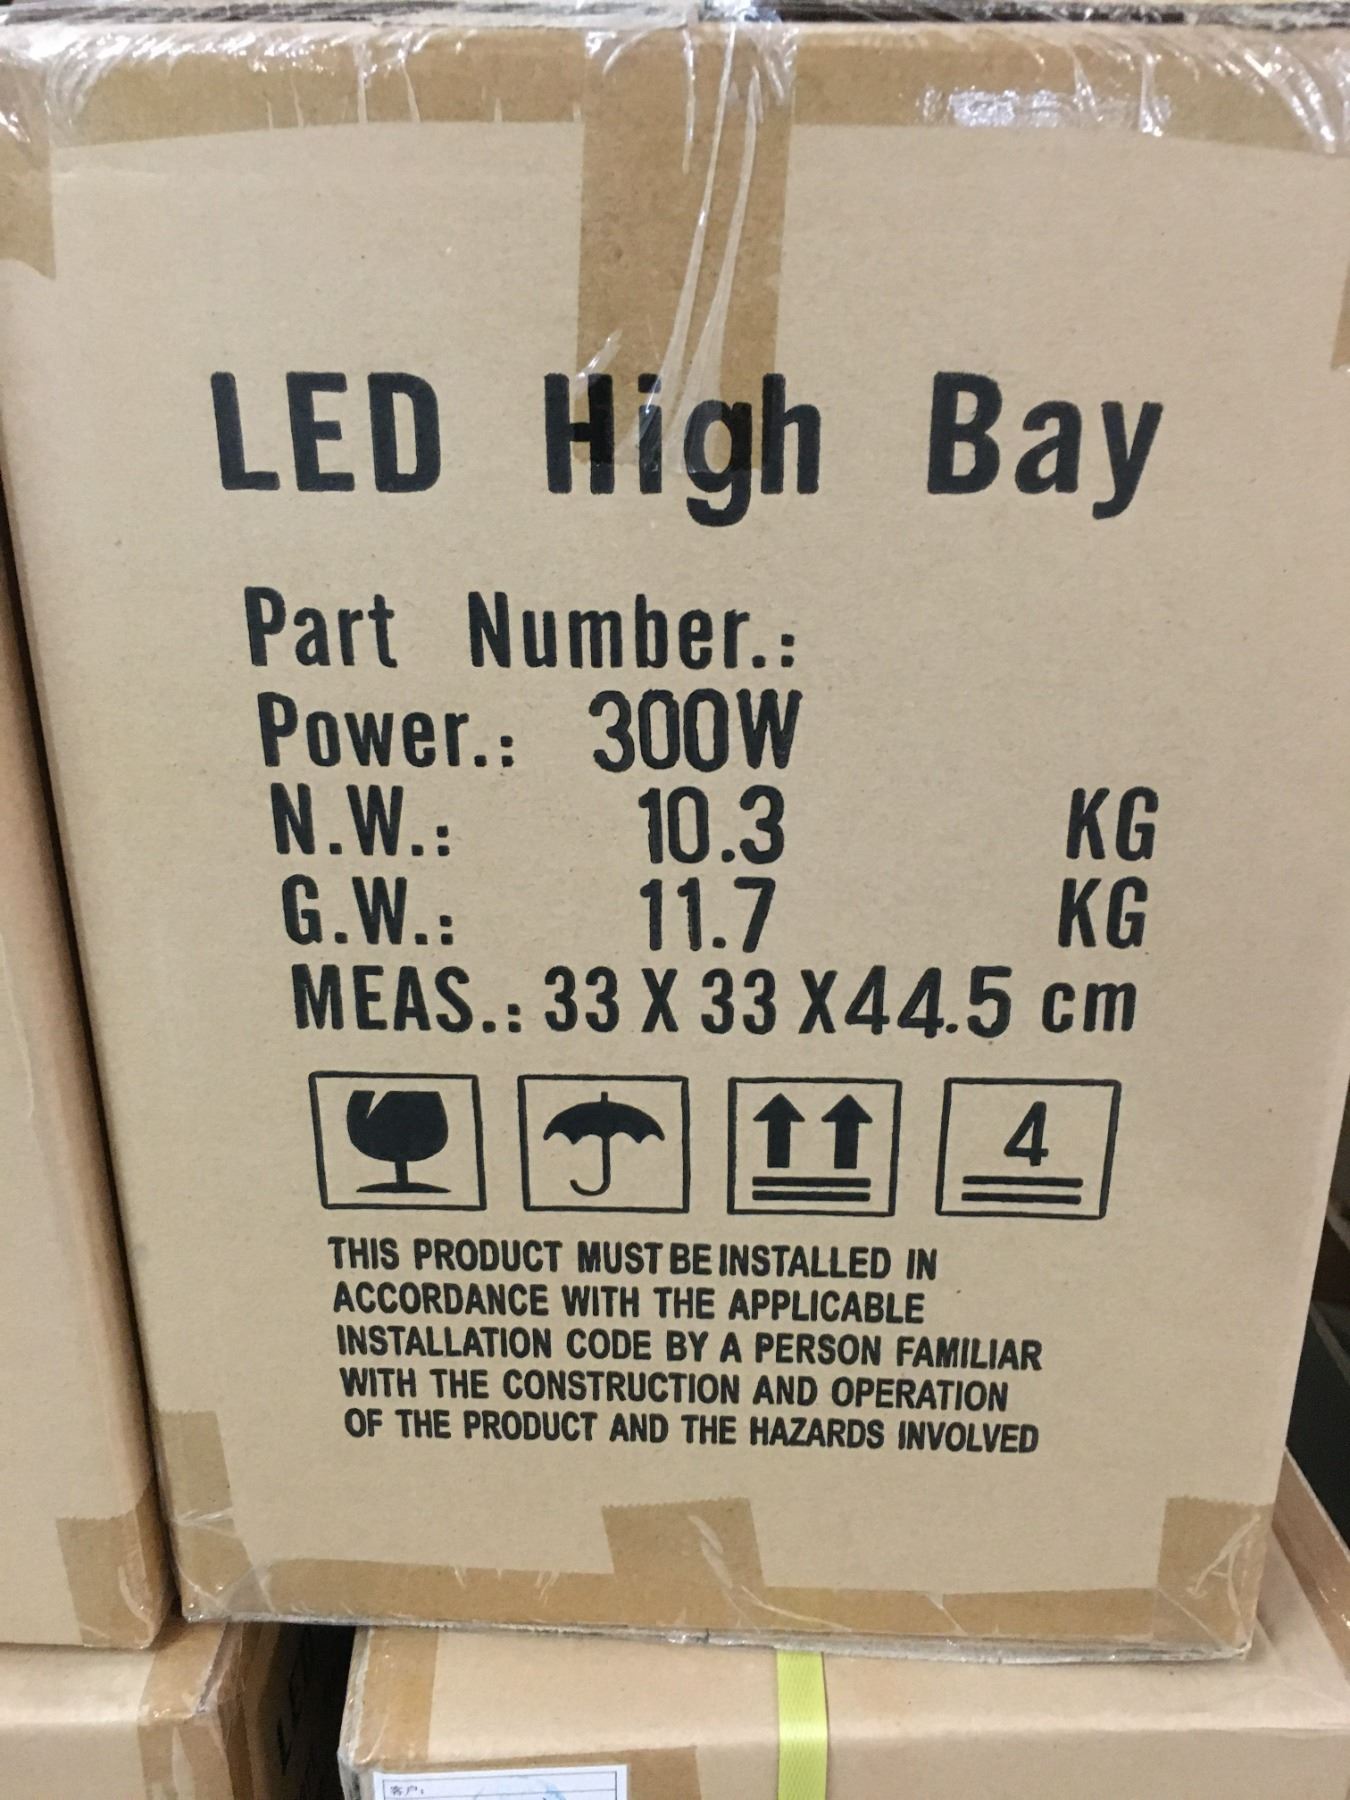 LED High Bay
Part Number.:
Power.: 300W
N.W.: 10.3 KG
G.W.: 11.7 KG
MEAS.: 33 X 33 X44.5 cm
4
THIS PRODUCT MUST BE INSTALLED IN
ACCORDANCE WITH THE APPLICABLE
INSTALLATION CODE BY A PERSON FAMILIAR
WITH THE CONSTRUCTION AND OPERATION
OF THE PRODUCT AND THE HAZARDS INVOLVED
LED
客户: